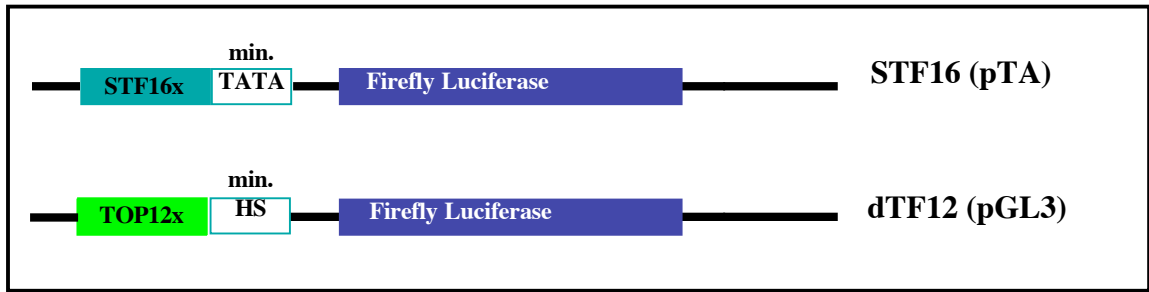 min.
STF16x TATA Firefly Luciferase STF16 (pTA)
min.
TOP12x HS Firefly Luciferase dTF12 (pGL3)